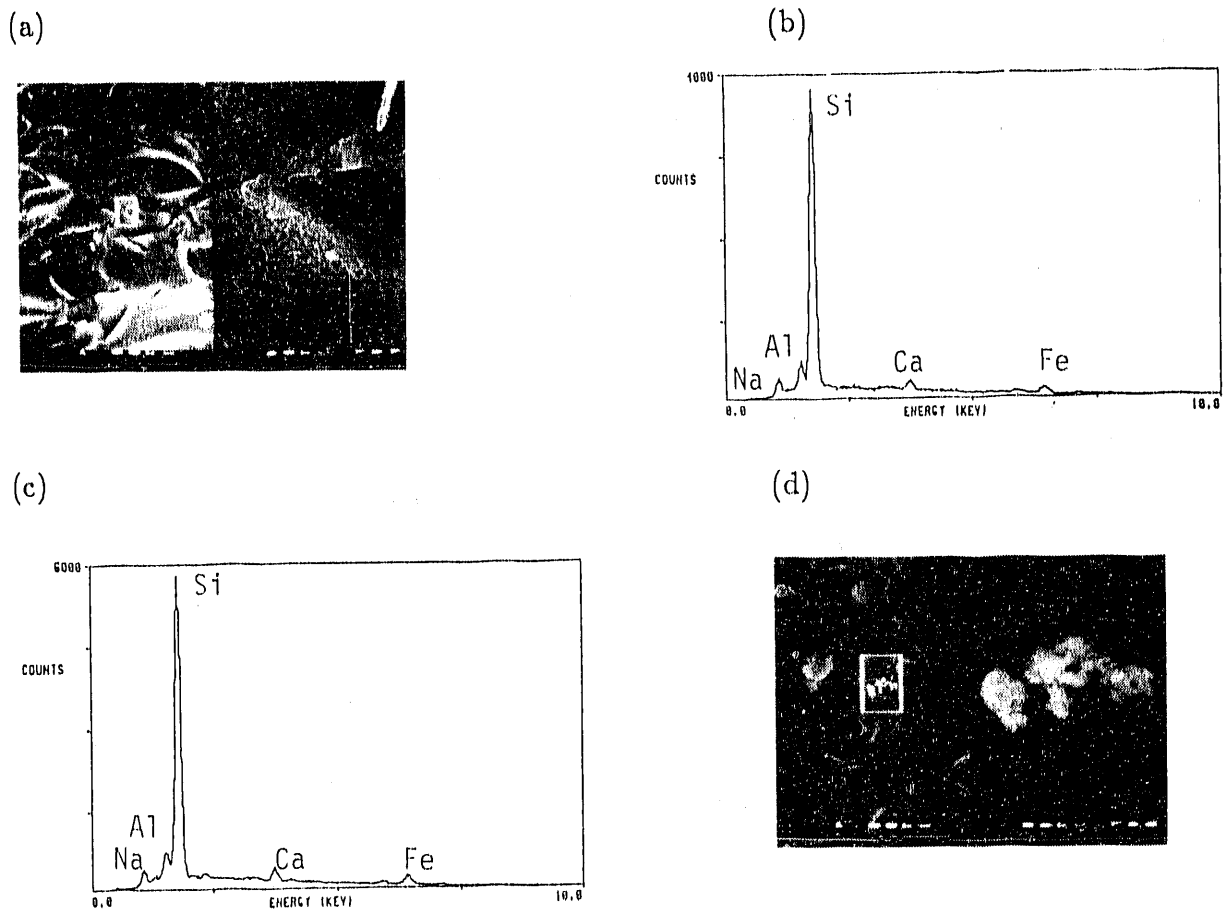 (a)
(b)
1000
Si
COUNTS
Al
Na
Ca
Fe
0.0
ENERGY (KEV)
10.0
(c)
(d)
6000
Si
COUNTS
Al
Na
Ca
Fe
0.0
ENERGY (KEV)
10.0